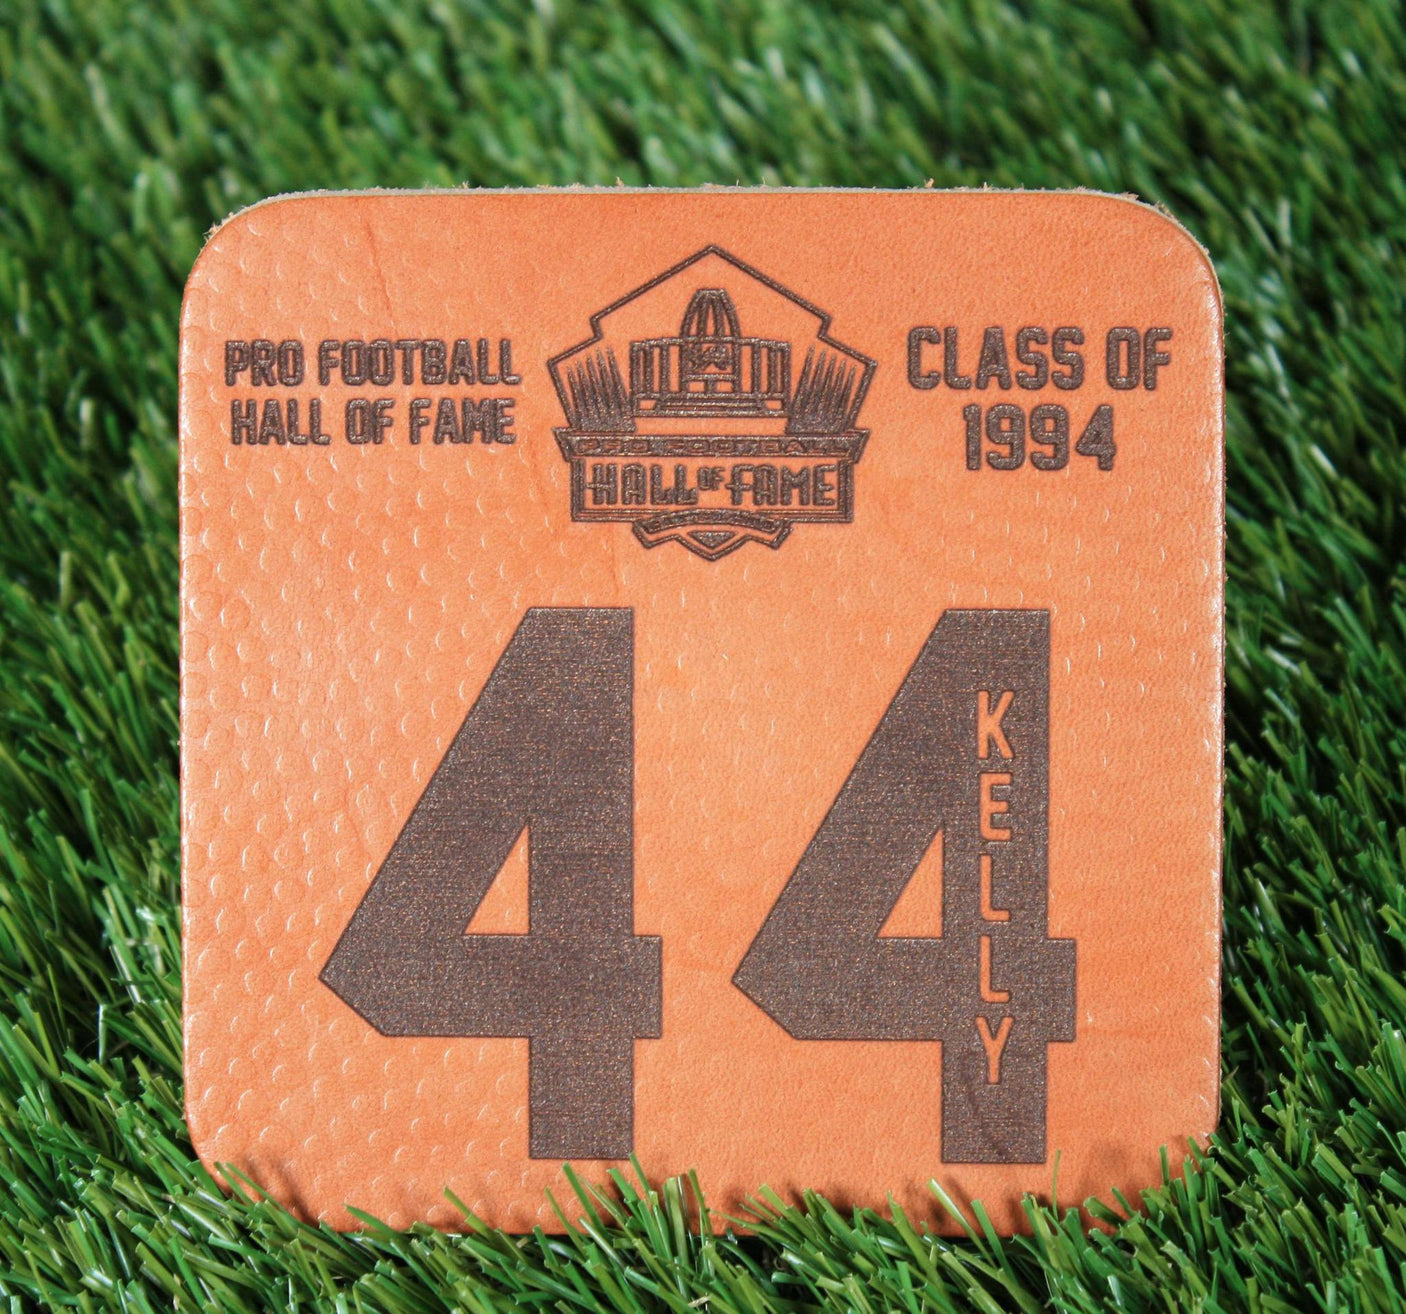 PRO FOOTBALL
HALL OF FAME
PRO FOOTBALL
HALL OF FAME
CLASS OF
1994
44
KELLY